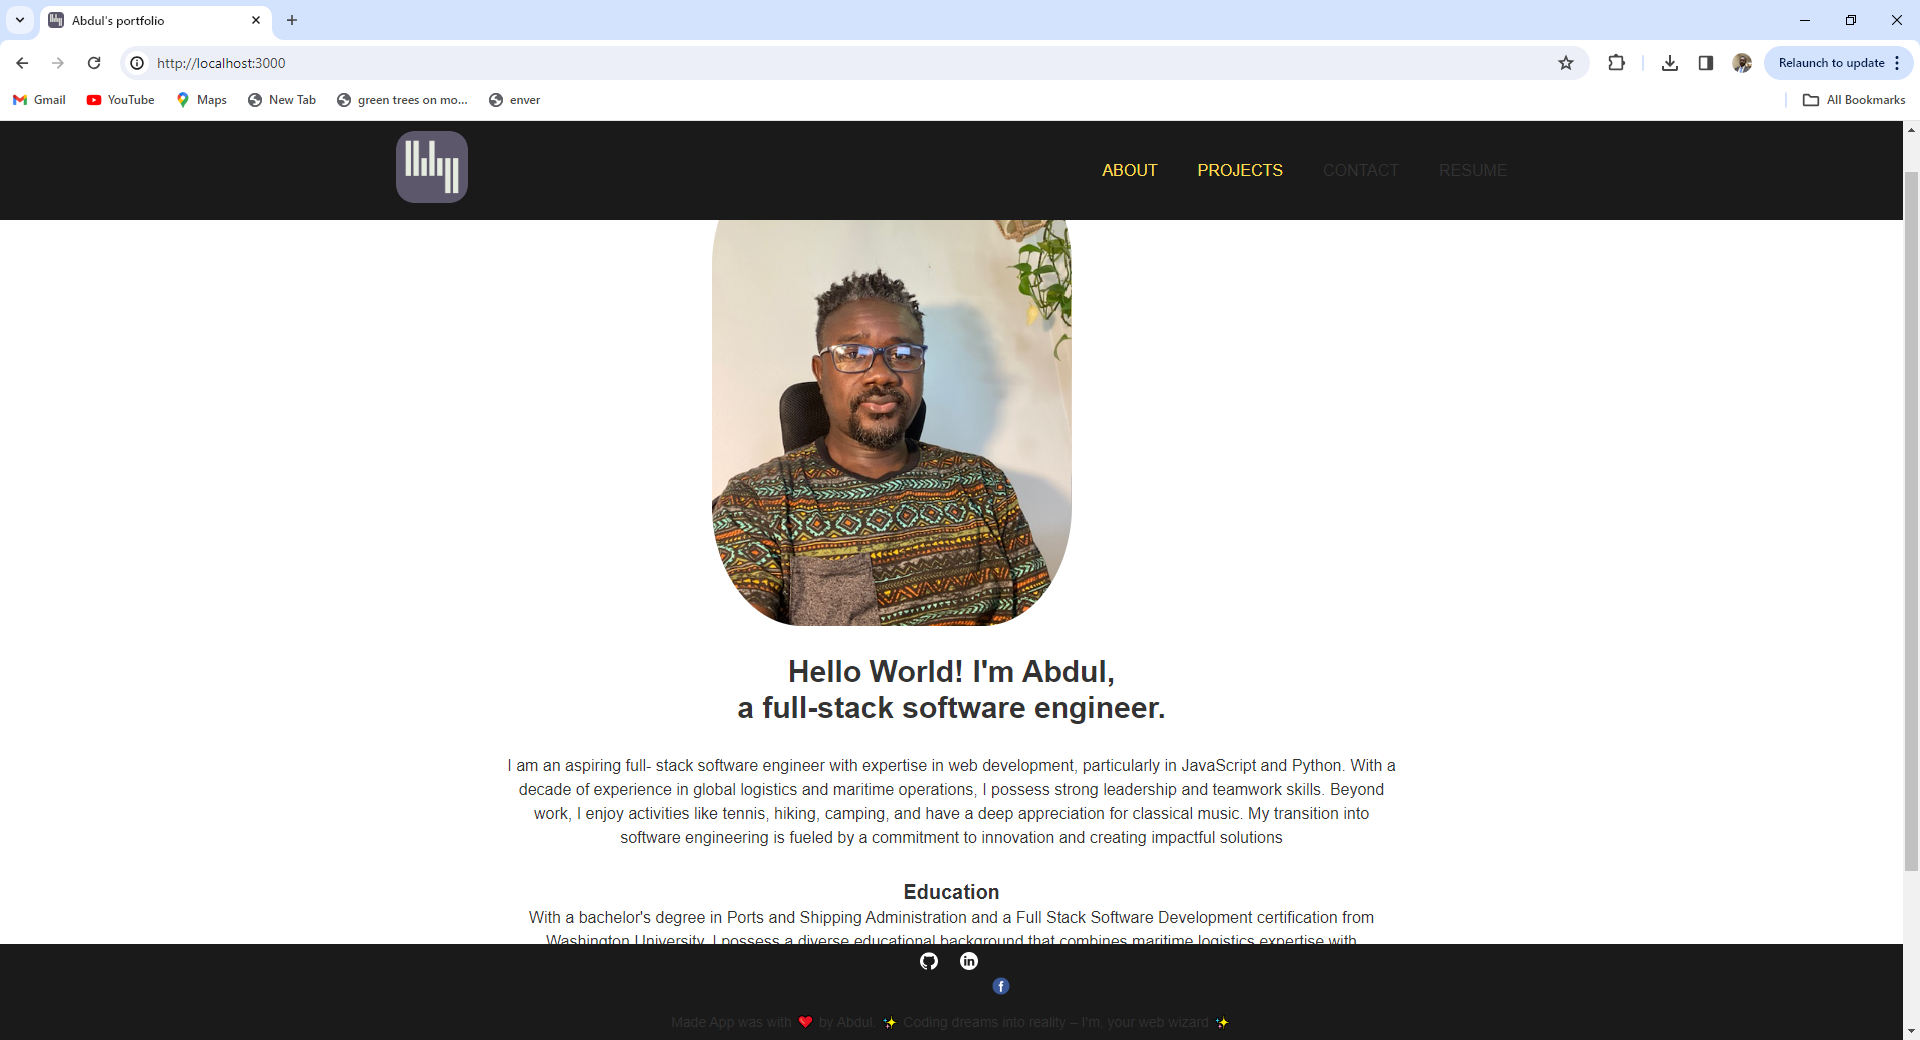 Abdul's portfolio
http://localhost:3000
Relaunch to update
Gmail YouTube Maps New Tab green trees on mo... enver All Bookmarks
ABOUT PROJECTS CONTACT RESUME
Hello World! I'm Abdul,
a full-stack software engineer.
I am an aspiring full- stack software engineer with expertise in web development, particularly in JavaScript and Python. With a
decade of experience in global logistics and maritime operations, I possess strong leadership and teamwork skills. Beyond
work, I enjoy activities like tennis, hiking, camping, and have a deep appreciation for classical music. My transition into
software engineering is fueled by a commitment to innovation and creating impactful solutions
Education
With a bachelor's degree in Ports and Shipping Administration and a Full Stack Software Development certification from
Washington University, I possess a diverse educational background that combines maritime logistics expertise with
Made App was with ❤️ by Abdul. ✨ Coding dreams into reality – I'm, your web wizard ✨